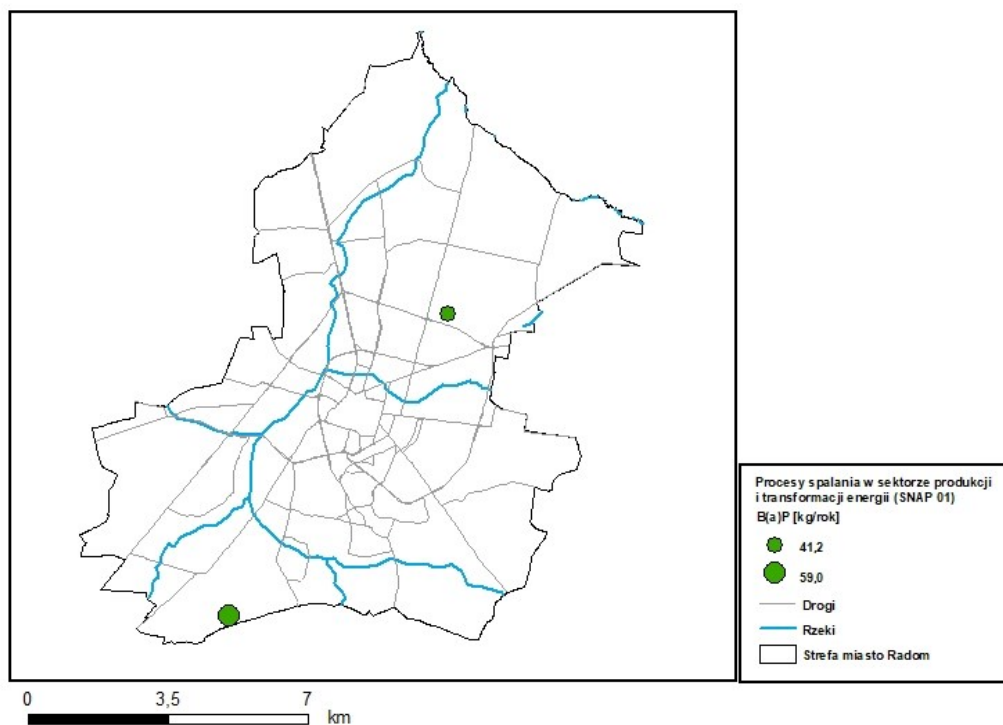 Procesy spalania w sektorze produkcji
i transformacji energii (SNAP 01)
B(a)P [kg/rok]
41,2
59,0
Drogi
Rzeki
Strefa miasto Radom
0 3,5 7
km